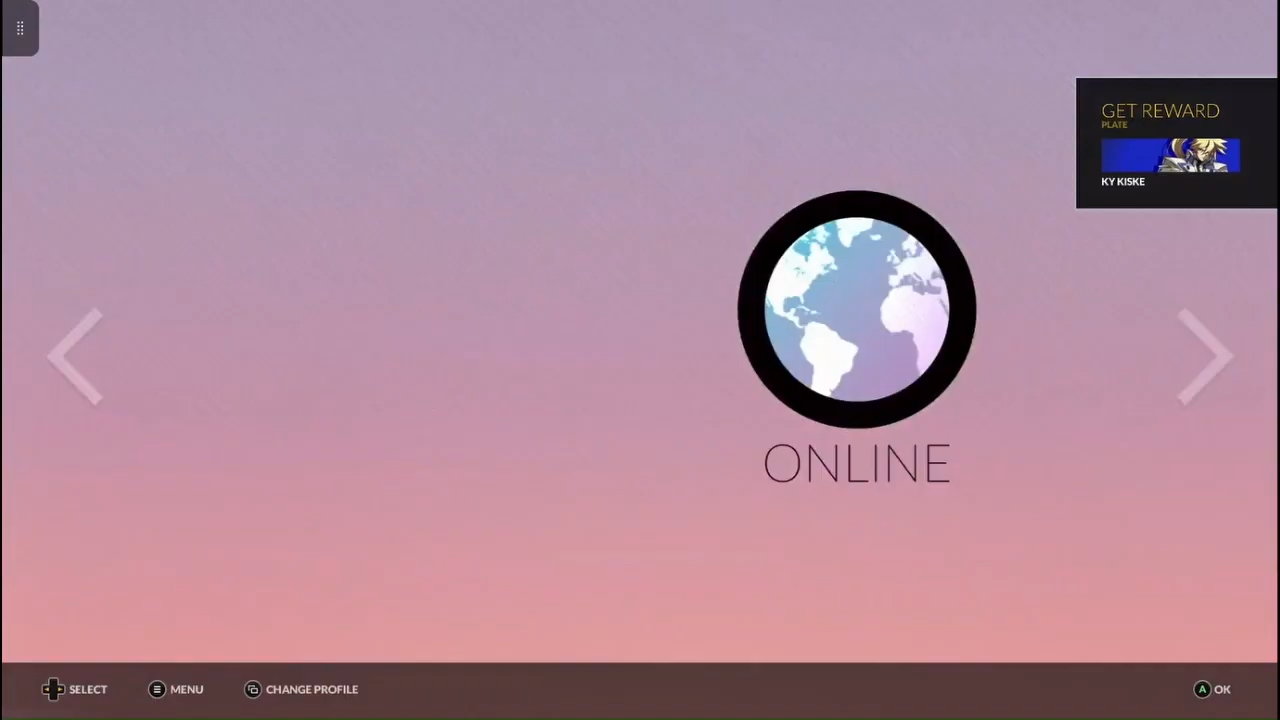 GET REWARD
PLATE
KY KISKE
ONLINE
SELECT
MENU
CHANGE PROFILE
A OK